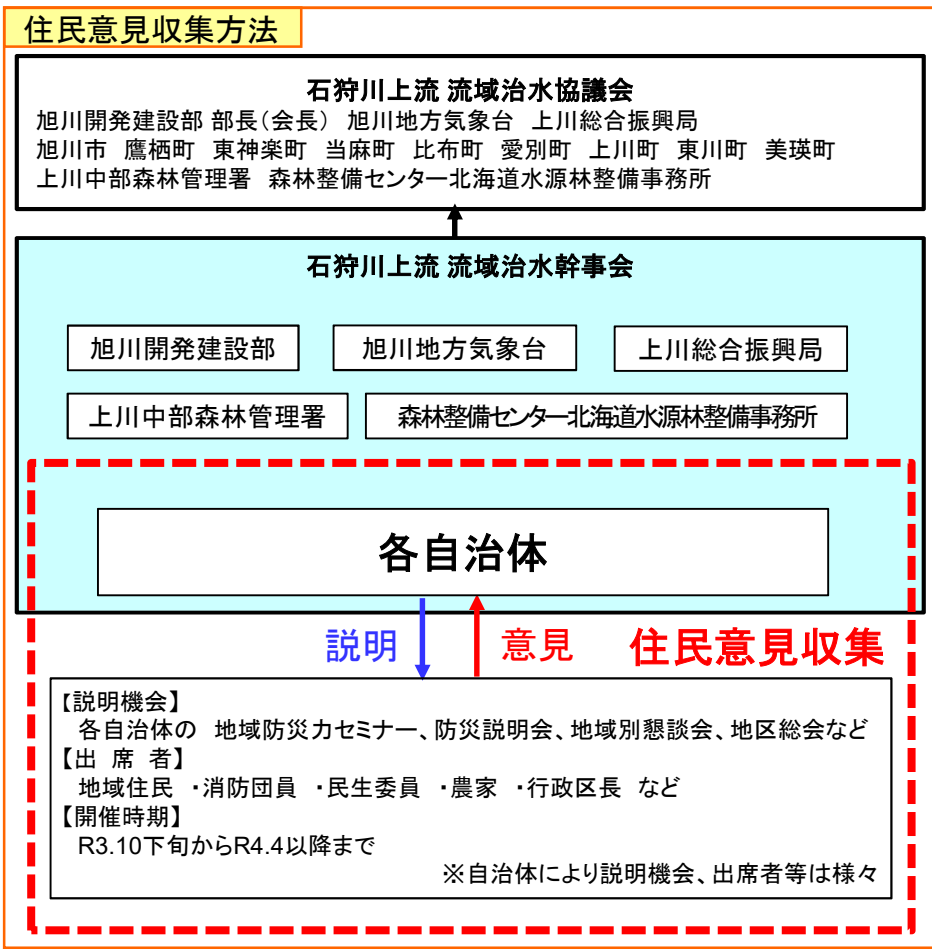 住民意見収集方法
石狩川上流 流域治水協議会
旭川開発建設部 部長(会長) 旭川地方気象台 上川総合振興局
旭川市 鷹栖町 東神楽町 当麻町 比布町 愛別町 上川町 東川町 美瑛町
上川中部森林管理署 森林整備センター北海道水源林整備事務所
石狩川上流 流域治水幹事会
旭川開発建設部 旭川地方気象台 上川総合振興局
上川中部森林管理署 森林整備センター北海道水源林整備事務所
各自治体
説明 意見 住民意見収集
【説明機会】
各自治体の 地域防災力セミナー、防災説明会、地域別懇談会、地区総会など
【出 席 者】
地域住民 ・消防団員 ・民生委員 ・農家 ・行政区長 など
【開催時期】
R3.10下旬からR4.4以降まで
※自治体により説明機会、出席者等は様々